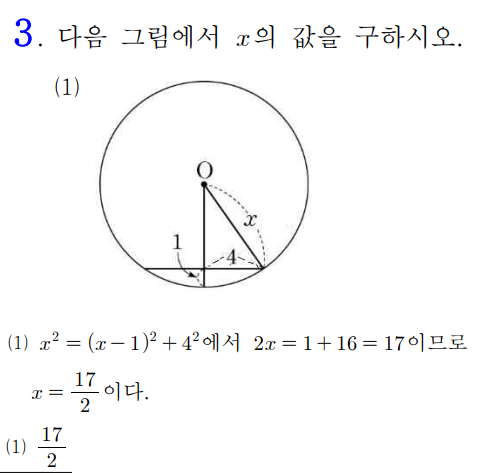 3. 다음 그림에서 x의 값을 구하시오.
(1)
O
x
1
4
(1) x² = (x − 1)² + 4²에서 2x = 1 + 16 = 17이므로
x = 17/2 이다.
(1) 17/2